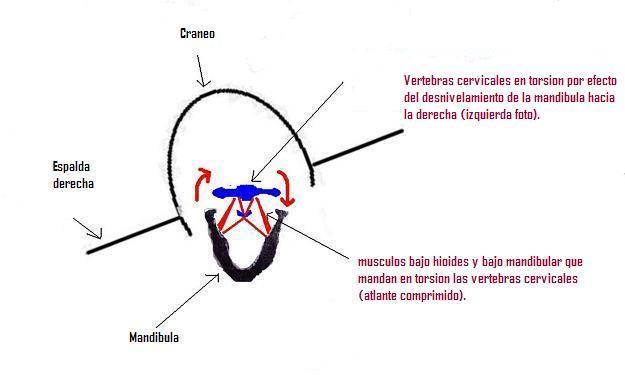 Craneo
Vertebras cervicales en torsion por efecto
del desnivelamiento de la mandibula hacia
la derecha (izquierda foto).
Espalda
derecha
musculos bajo hioides y bajo mandibular que
mandan en torsion las vertebras cervicales
(atlante comprimido).
Mandibula